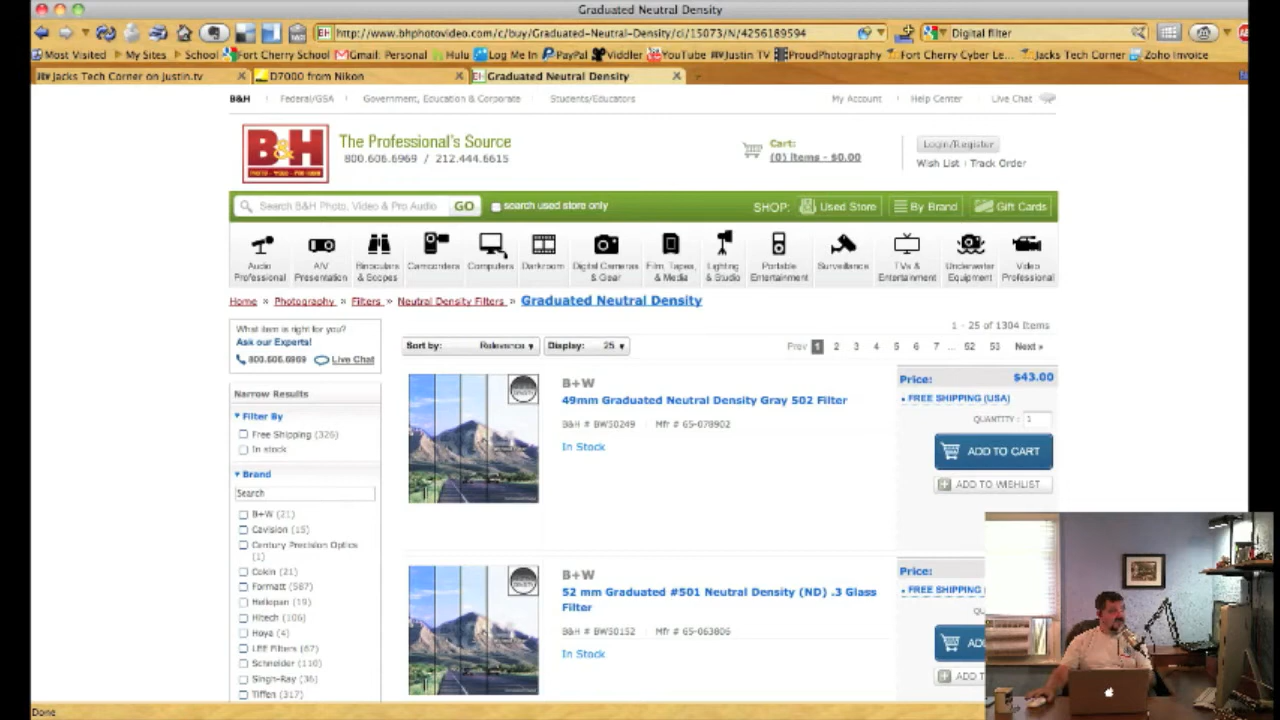 Graduated Neutral Density
http://www.bhphotovideo.com/c/buy/Graduated-Neutral-Density/ci/15073/N/4256189594
Digital filter
Most Visited My Sites School Fort Cherry School Gmail Personal Hulu Log Me In PayPal Viddler YouTube Justin TV ProudPhotography Fort Cherry Cyber Le... Jacks Tech Corner Zoho Invoice
Jacks Tech Corner on justin.tv D7000 from Nikon Graduated Neutral Density
B&H Federal/GSA Government, Education & Corporate Students/Educators My Account Help Center Live Chat
B&H
PHOTO - VIDEO - PRO AUDIO
The Professional's Source
800.606.6969 / 212.444.6615
Cart:
(0) Items - $0.00
Login/Register
Wish List Track Order
Search B&H Photo, Video & Pro Audio GO search used store only SHOP: Used Store By Brand Gift Cards
Audio Professional
A/V Presentation
Binoculars & Scopes
Camcorders
Computers
Darkroom
Digital Cameras & Gear
Film, Tapes, & Media
Lighting & Studio
Portable Entertainment
Surveillance
TVs & Entertainment
Underwater Equipment
Video Professional
Home » Photography » Filters » Neutral Density Filters » Graduated Neutral Density
What item is right for you?
Ask our Experts!
800.606.6969 Live Chat
1 - 25 of 1304 Items
Sort by: Relevance Display: 25
Prev 1 2 3 4 5 6 7 ... 52 53 Next »
Narrow Results
Filter By
Free Shipping (326)
In stock
Brand
Search
B+W (21)
Cavision (15)
Century Precision Optics
(1)
Cokin (21)
Formatt (587)
Heliopan (19)
Hitech (106)
Hoya (4)
LEE Filters (67)
Schneider (110)
Singh-Ray (36)
Tiffen (317)
B+W
49mm Graduated Neutral Density Gray 502 Filter
B&H # BW50249 Mfr # 65-078902
In Stock
Price: $43.00
FREE SHIPPING (USA)
QUANTITY : 1
ADD TO CART
ADD TO WISHLIST
B+W
52 mm Graduated #501 Neutral Density (ND) .3 Glass
Filter
B&H # BW50152 Mfr # 65-063806
In Stock
Price:
FREE SHIPPING
QU
AD
ADD T
Done